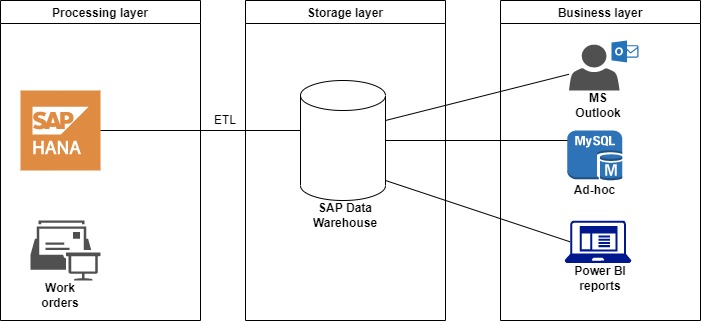 Processing layer
Storage layer
Business layer
SAP
HANA
ETL
SAP Data
Warehouse
Work
orders
O
MS
Outlook
MySQL
M
Ad-hoc
Power BI
reports